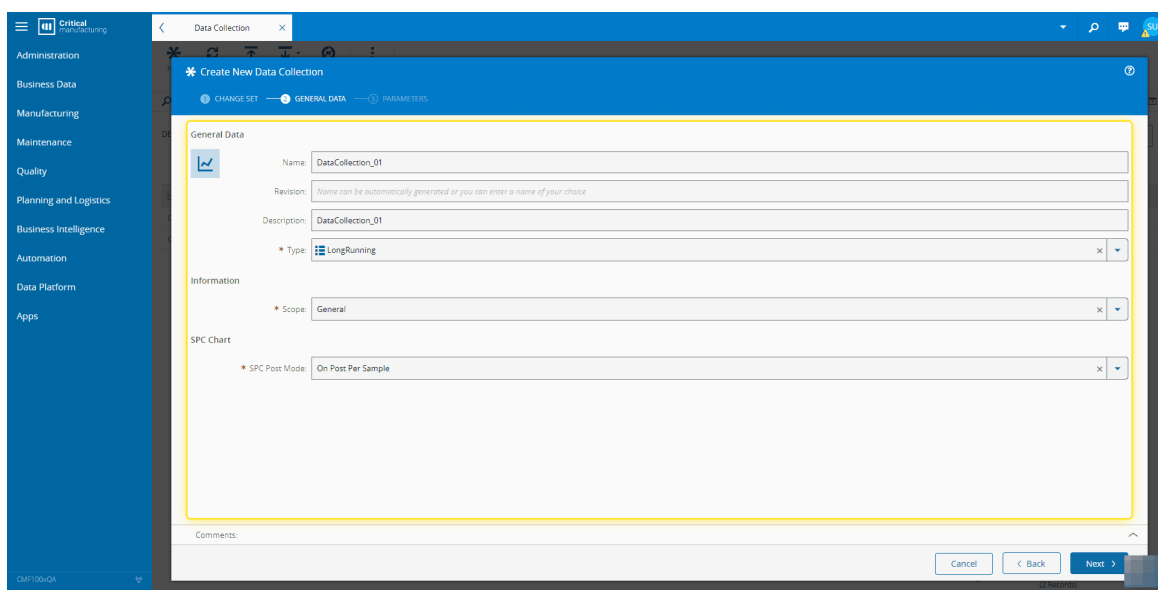 Critical
manufacturing
Data Collection
SU
Administration
Business Data
Manufacturing
Maintenance
Quality
Planning and Logistics
Business Intelligence
Automation
Data Platform
Apps
CMF100xQA
Create New Data Collection
1 CHANGE SET 2 GENERAL DATA 3 PARAMETERS
General Data
Name: DataCollection_01
Revision: Name can be automatically generated or you can enter a name of your choice
Description: DataCollection_01
* Type: LongRunning
Information
* Scope: General
SPC Chart
* SPC Post Mode: On Post Per Sample
Comments:
Cancel < Back Next >